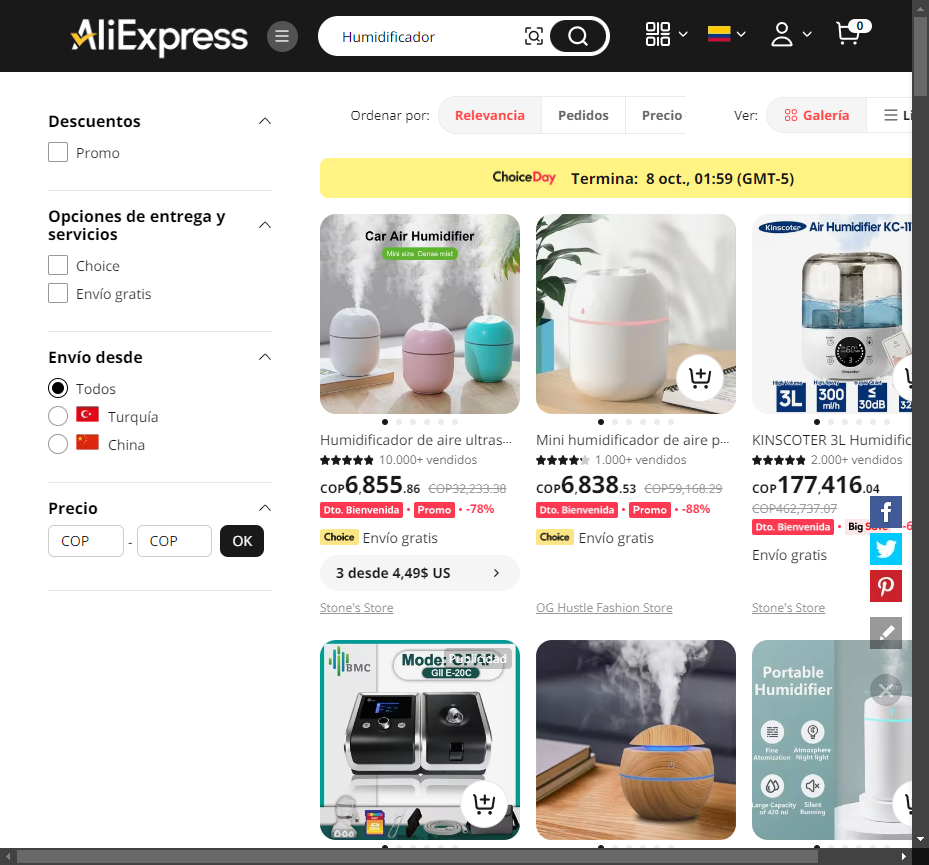 AliExpress
Humidificador
0
Descuentos
Promo
Opciones de entrega y
servicios
Choice
Envío gratis
Envío desde
Todos
Turquía
China
Precio
COP - COP OK
Ordenar por: Relevancia Pedidos Precio Ver: Galería Li
ChoiceDay Termina: 8 oct., 01:59 (GMT-5)
Car Air Humidifier
Mini size Dense mist
Humidificador de aire ultras...
10.000+ vendidos
COP6,855.86 COP32,233.38
Dto. Bienvenida Promo -78%
Choice Envío gratis
3 desde 4,49$ US
Stone's Store
Mini humidificador de aire p...
1.000+ vendidos
COP6,838.53 COP59,168.29
Dto. Bienvenida Promo -88%
Choice Envío gratis
OG Hustle Fashion Store
Kinscoter Air Humidifier KC-11
Kinscoter
High Volume
3L
300
ml/h
Super Quiet
≤
30DB
KINSCOTER 3L Humidific
2.000+ vendidos
COP177,416.04
COP462,737.07
Dto. Bienvenida Big
Envío gratis
Stone's Store
BMC
Publicidad
GII E-20C
Portable
Humidifier
Fine
Atomization
Atmosphere
Night light
Large Capacity
of 420 ml
Silent
Running